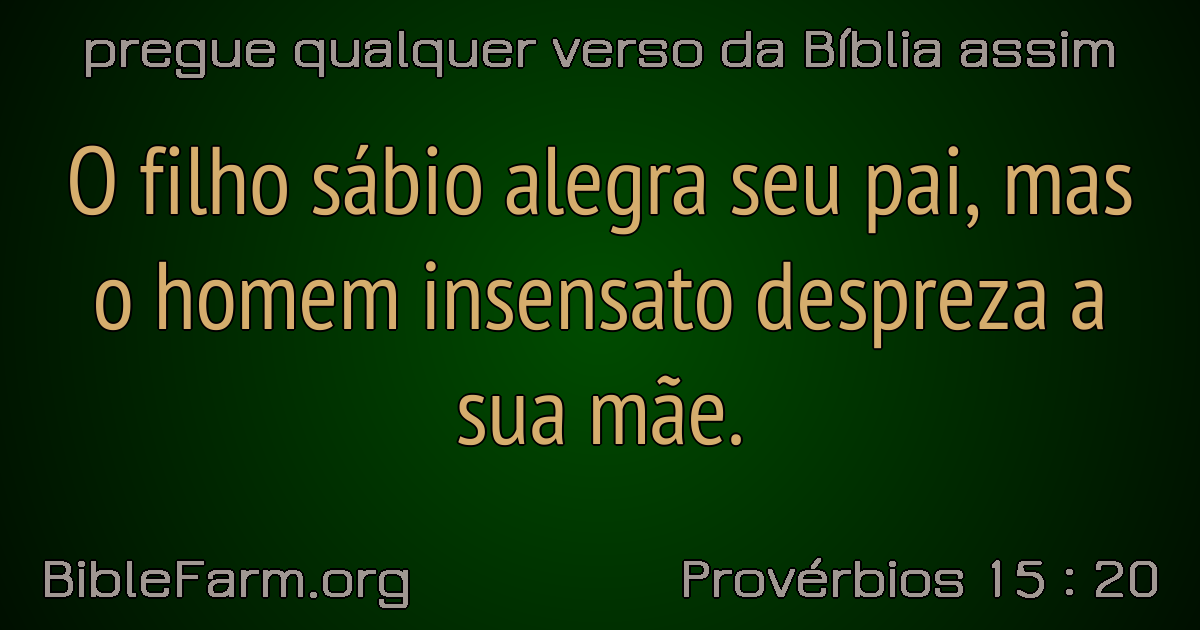 pregue qualquer verso da Bíblia assim
O filho sábio alegra seu pai, mas
o homem insensato despreza a
sua mãe.
BibleFarm.org
Provérbios 15 : 20